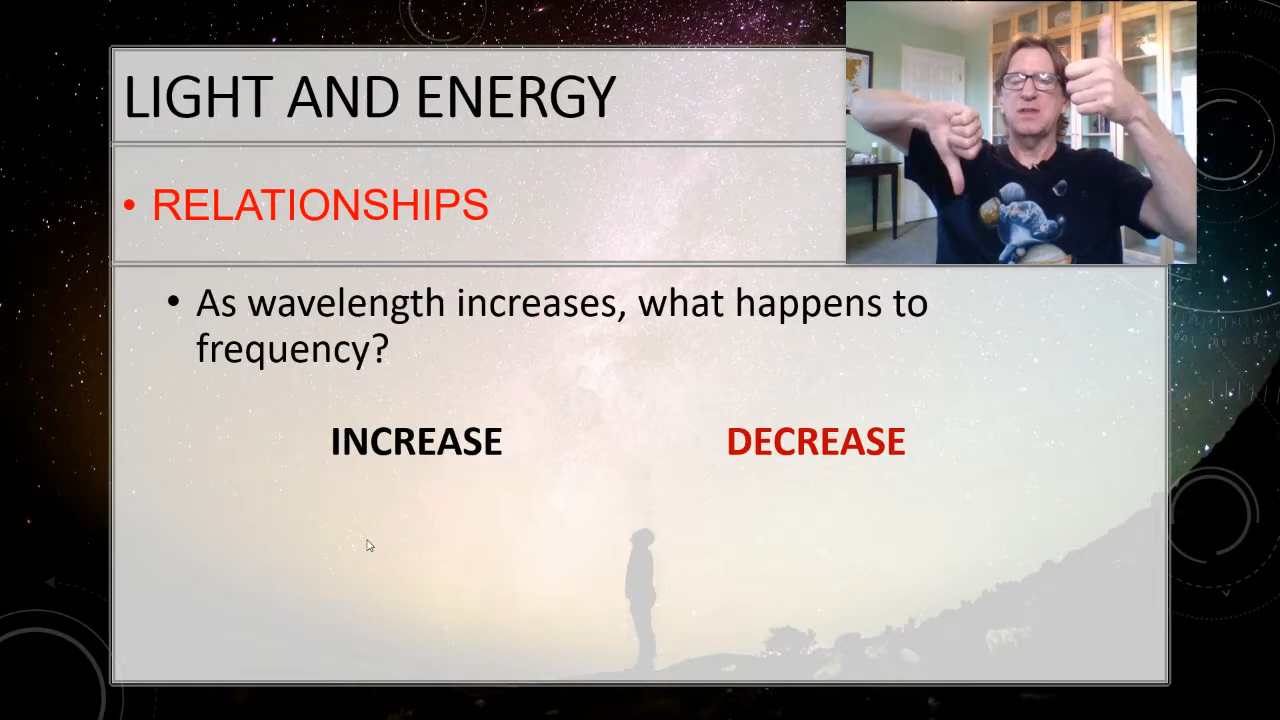 LIGHT AND ENERGY
• RELATIONSHIPS
• As wavelength increases, what happens to
frequency?
INCREASE DECREASE